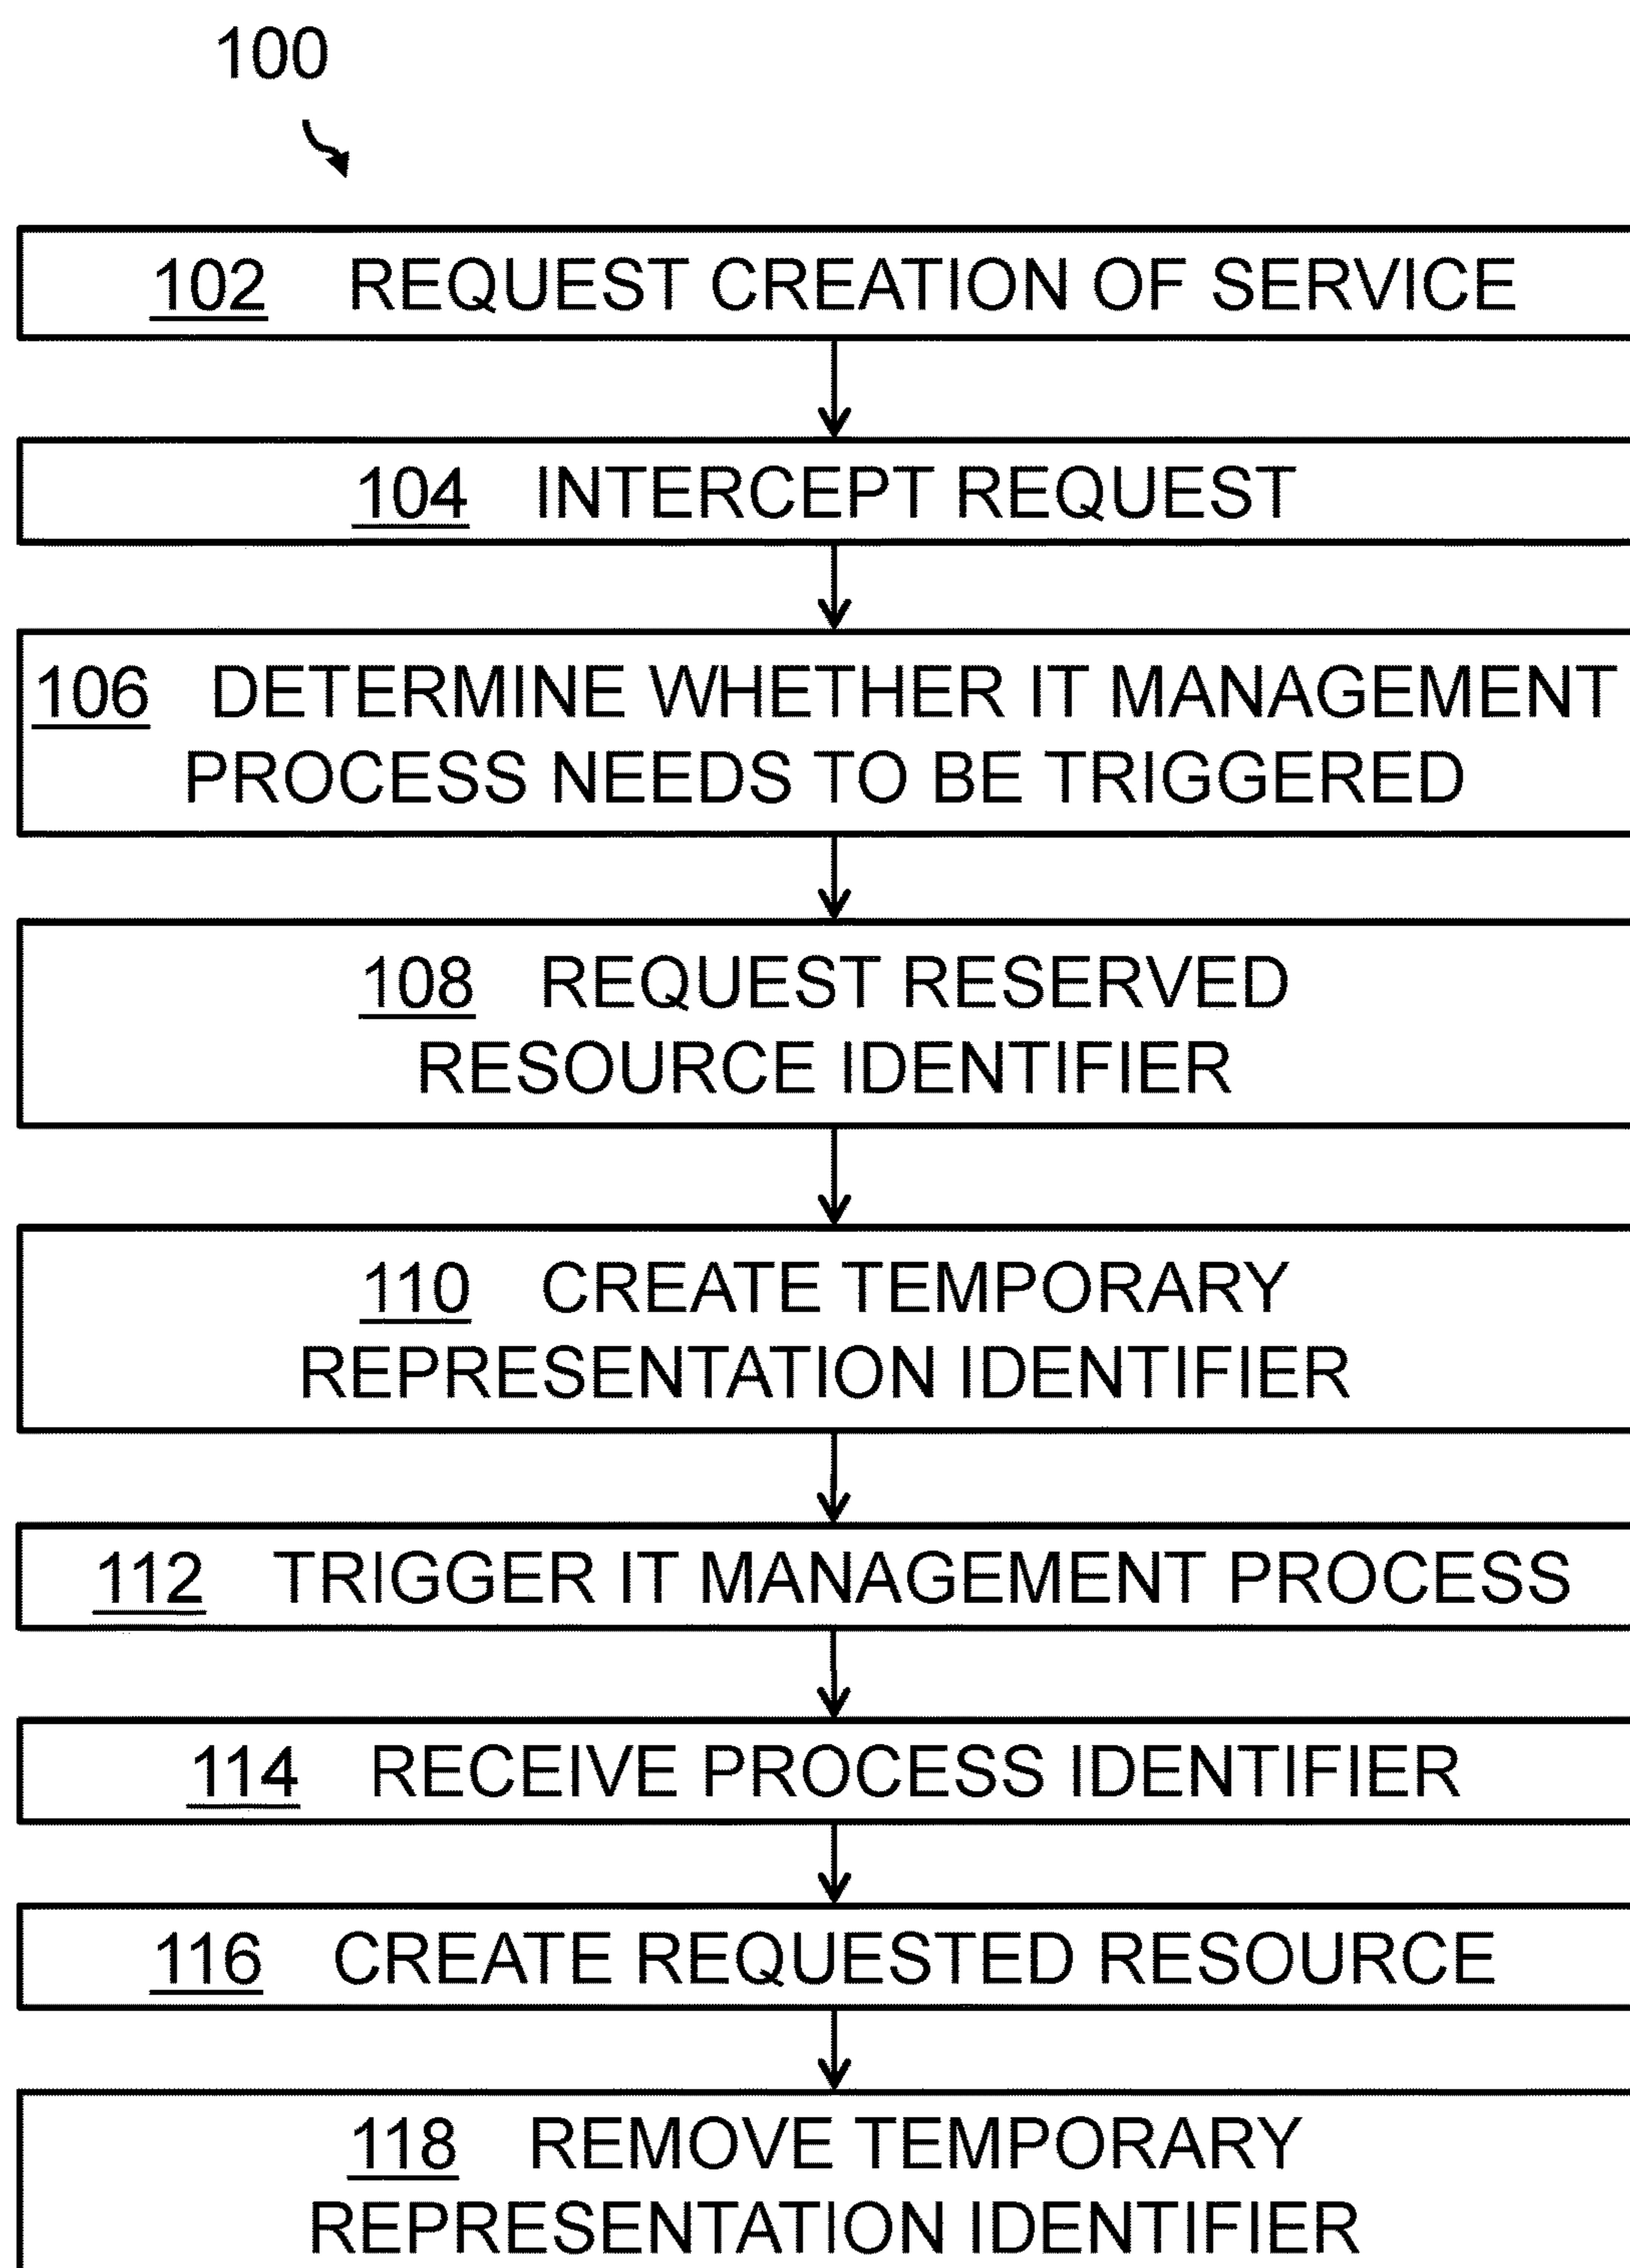 100
102 REQUEST CREATION OF SERVICE
104 INTERCEPT REQUEST
106 DETERMINE WHETHER IT MANAGEMENT
PROCESS NEEDS TO BE TRIGGERED
108 REQUEST RESERVED
RESOURCE IDENTIFIER
110 CREATE TEMPORARY
REPRESENTATION IDENTIFIER
112 TRIGGER IT MANAGEMENT PROCESS
114 RECEIVE PROCESS IDENTIFIER
116 CREATE REQUESTED RESOURCE
118 REMOVE TEMPORARY
REPRESENTATION IDENTIFIER